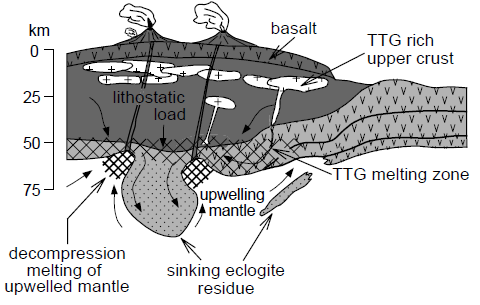 km
0
25
50
75
basalt
TTG rich
upper crust
lithostatic
load
TTG melting zone
upwelling
mantle
decompression
melting of
upwelled mantle
sinking eclogite
residue